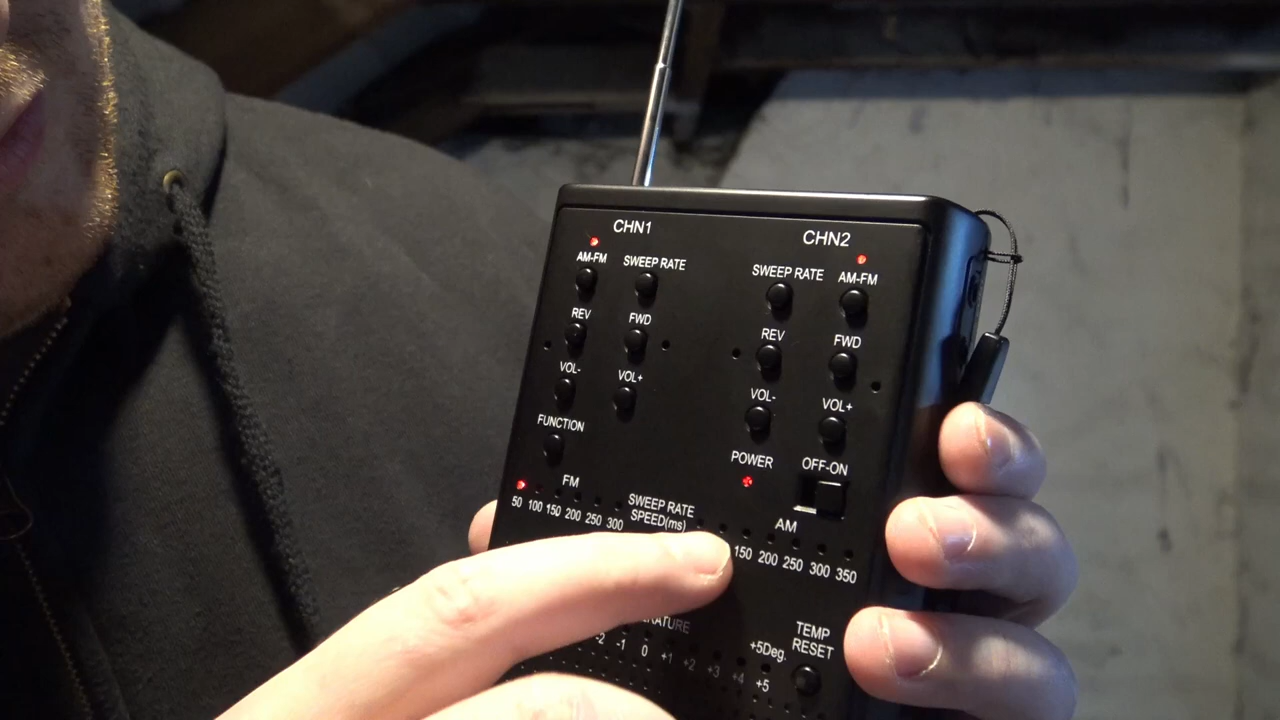 CHN1
CHN2
AM-FM
SWEEP RATE
SWEEP RATE
AM-FM
REV
FWD
REV
FWD
VOL-
VOL+
VOL-
VOL+
FUNCTION
POWER
OFF-ON
FM
SWEEP RATE
SPEED(ms)
AM
50 100 150 200 250 300
150 200 250 300 350
TEMP
RESET
+5Deg.
-2 -1 0 +1 +2 +3 +4 +5